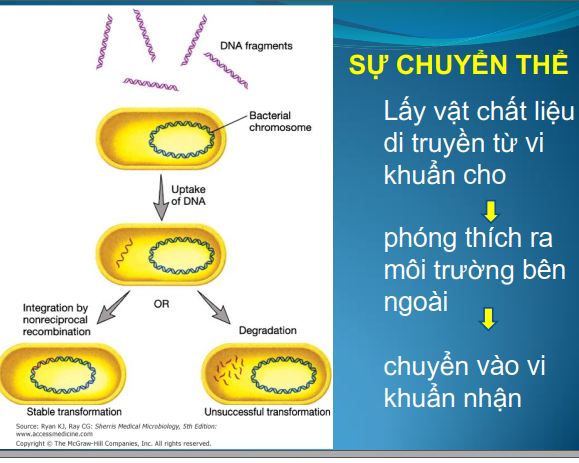 DNA fragments
Bacterial
chromosome
Uptake
of DNA
Integration by
nonreciprocal
recombination
OR
Degradation
Stable transformation
Unsuccessful transformation
Source: Ryan KJ, Ray CG: Sherris Medical Microbiology, 5th Edition:
www.accessmedicine.com
Copyright © The McGraw-Hill Companies, Inc. All rights reserved.
SỰ CHUYỂN THỂ
Lấy vật chất liệu
di truyền từ vi
khuẩn cho
phóng thích ra
môi trường bên
ngoài
chuyển vào vi
khuẩn nhận